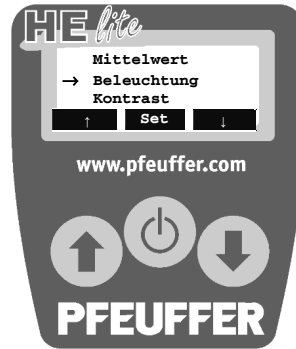 HE lite
Mittelwert
→ Beleuchtung
Kontrast
↑ Set ↓
www.pfeuffer.com
PFEUFFER